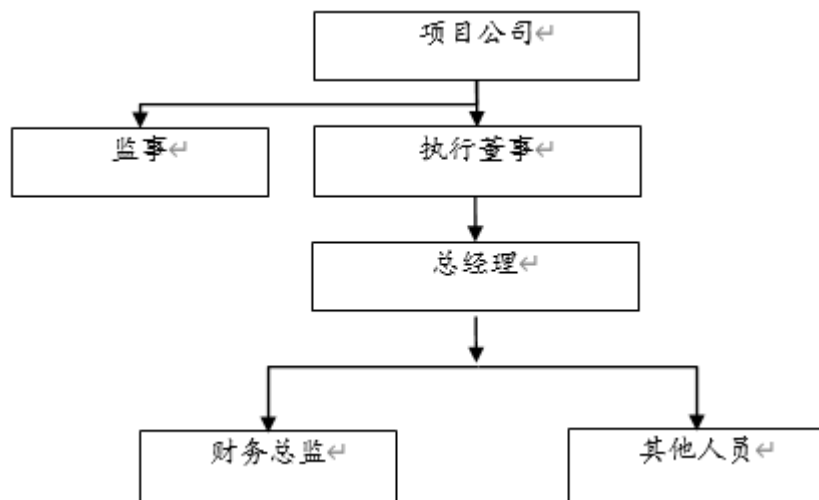 项目公司
监事
执行董事
总经理
财务总监
其他人员